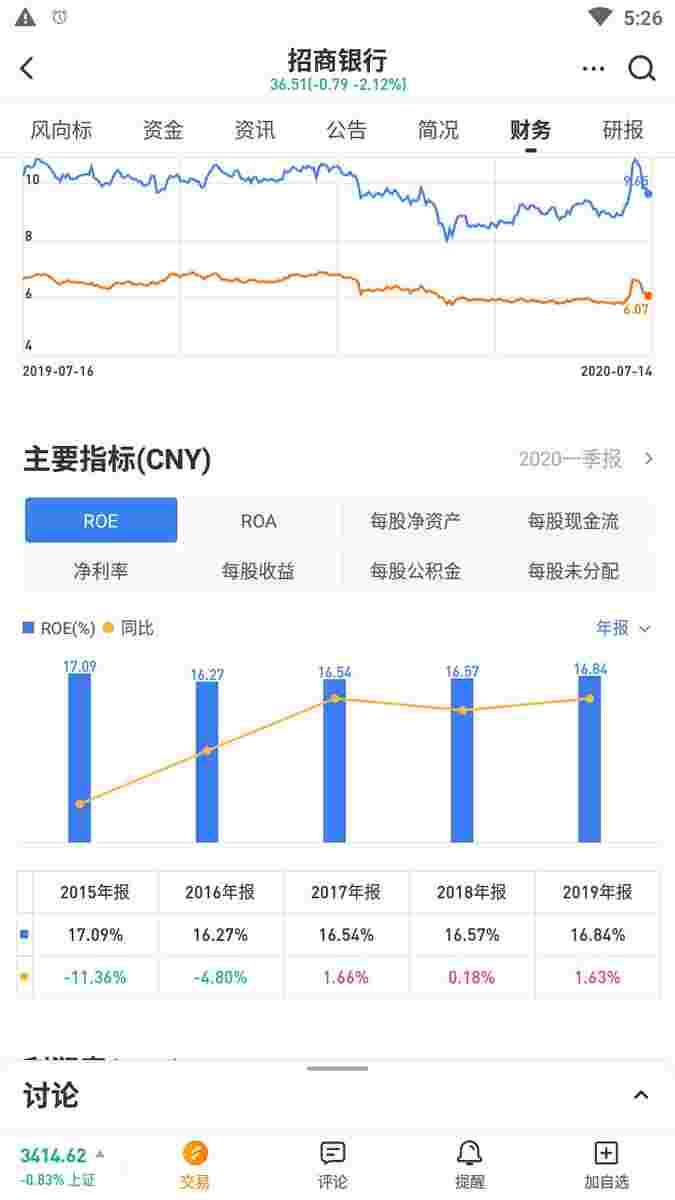 5:26
招商银行
36.51(-0.79 -2.12%)
风向标 资金 资讯 公告 简况 财务 研报
10
9.65
8
6
6.07
4
2019-07-16 2020-07-14
主要指标(CNY) 2020一季报
ROE ROA 每股净资产 每股现金流
净利率 每股收益 每股公积金 每股未分配
ROE(%) 同比 年报
17.09 16.27 16.54 16.57 16.84
2015年报 2016年报 2017年报 2018年报 2019年报
17.09% 16.27% 16.54% 16.57% 16.84%
-11.36% -4.80% 1.66% 0.18% 1.63%
讨论
3414.62
-0.83% 上证
交易 评论 提醒 加自选